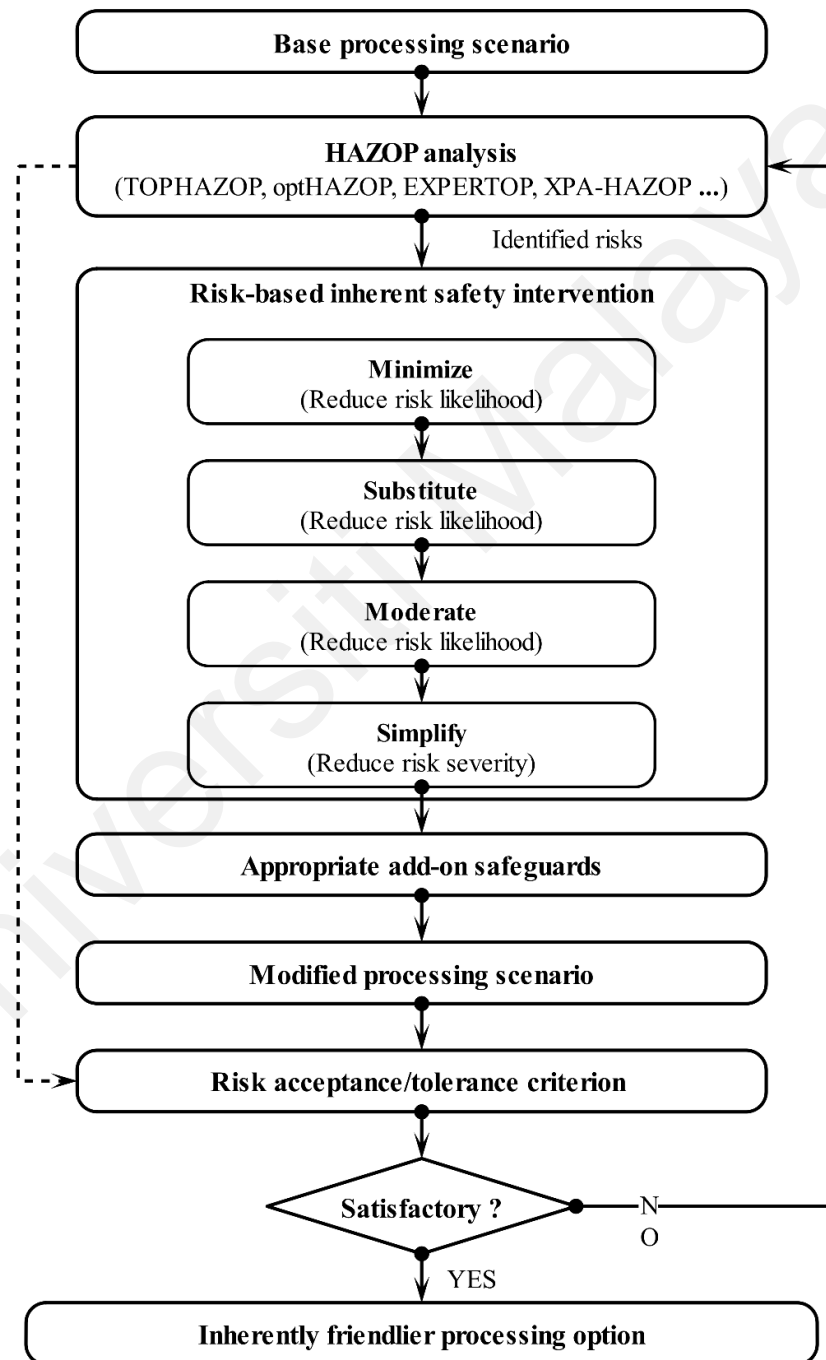 Base processing scenario
HAZOP analysis
(TOPHAZOP, optHAZOP, EXPERTOP, XPA-HAZOP ...)
Identified risks
Risk-based inherent safety intervention
Minimize
(Reduce risk likelihood)
Substitute
(Reduce risk likelihood)
Moderate
(Reduce risk likelihood)
Simplify
(Reduce risk severity)
Appropriate add-on safeguards
Modified processing scenario
Risk acceptance/tolerance criterion
Satisfactory ?
N
O
YES
Inherently friendlier processing option
niversiti Malaya